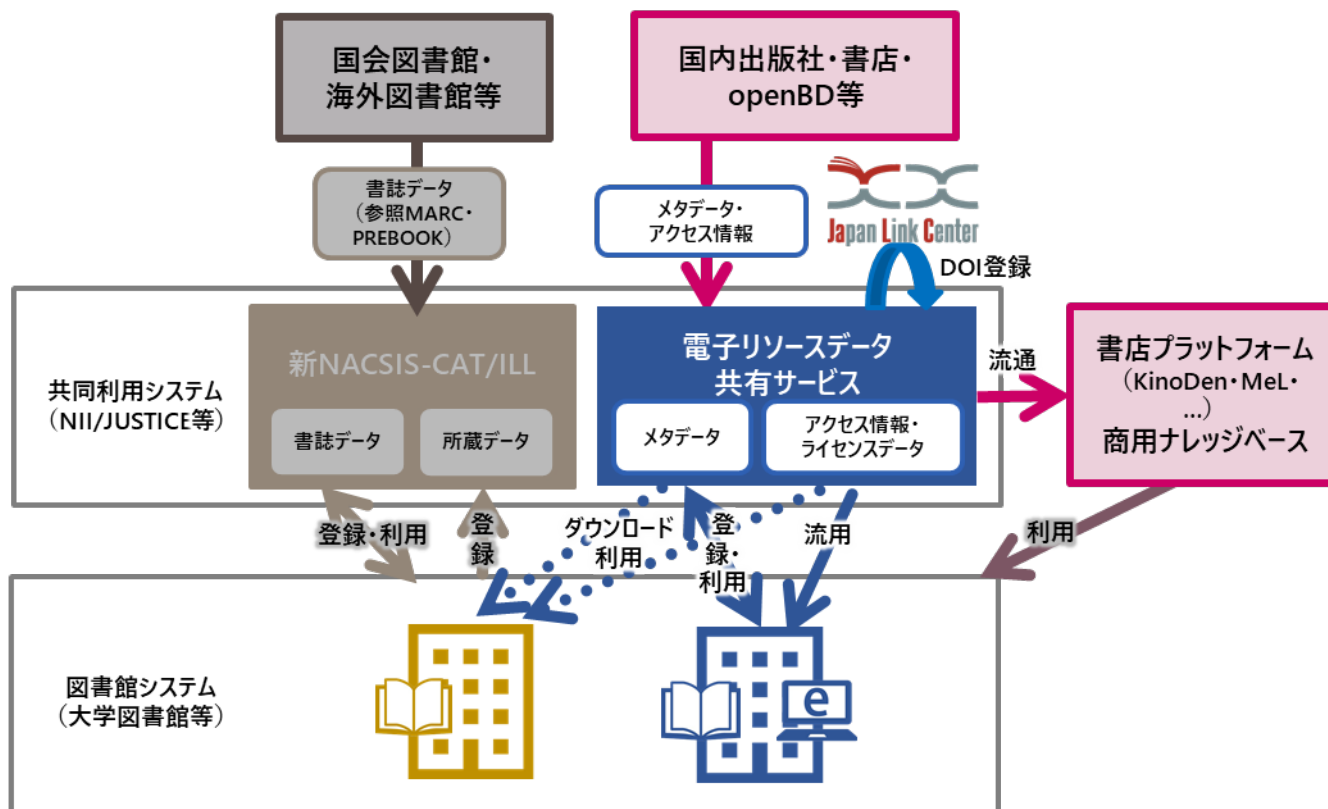 国会図書館・
海外図書館等
国内出版社・書店・
openBD等
書誌データ
（参照MARC・
PREBOOK）
メタデータ・
アクセス情報
Japan Link Center
DOI登録
共同利用システム
（NII/JUSTICE等）
新NACSIS-CAT/ILL
書誌データ
所蔵データ
電子リソースデータ
共有サービス
メタデータ
アクセス情報・
ライセンスデータ
流通
書店プラットフォーム
（KinoDen・MeL・
…）
商用ナレッジベース
登録・利用
登
録
ダウンロード
利用
登
録・
利用
流用
利用
図書館システム
（大学図書館等）
e